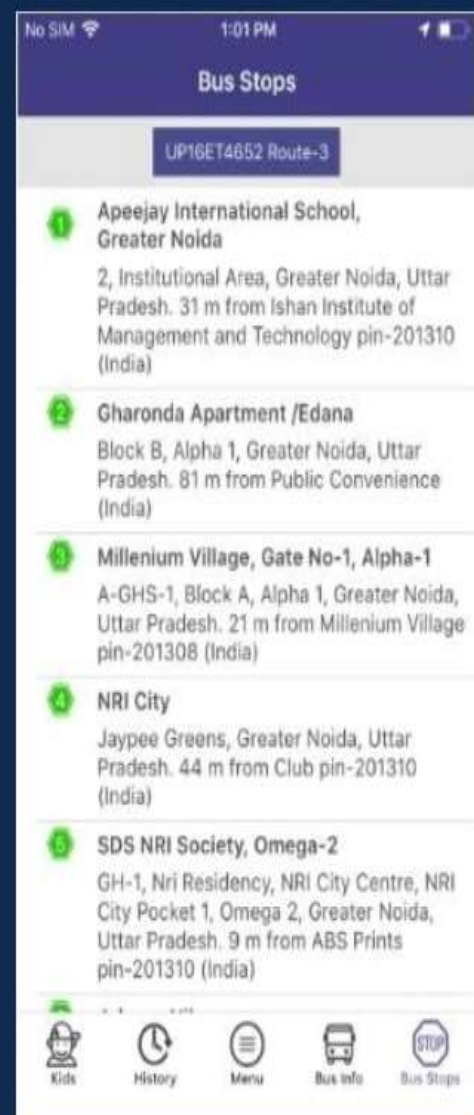 No SIM 1:01 PM
Bus Stops
UP16ET4652 Route-3
1 Apeejay International School,
Greater Noida
2, Institutional Area, Greater Noida, Uttar
Pradesh. 31 m from Ishan Institute of
Management and Technology pin-201310
(India)
2 Gharonda Apartment /Edana
Block B, Alpha 1, Greater Noida, Uttar
Pradesh. 81 m from Public Convenience
(India)
3 Millenium Village, Gate No-1, Alpha-1
A-GHS-1, Block A, Alpha 1, Greater Noida,
Uttar Pradesh. 21 m from Millenium Village
pin-201308 (India)
4 NRI City
Jaypee Greens, Greater Noida, Uttar
Pradesh. 44 m from Club pin-201310
(India)
5 SDS NRI Society, Omega-2
GH-1, Nri Residency, NRI City Centre, NRI
City Pocket 1, Omega 2, Greater Noida,
Uttar Pradesh. 9 m from ABS Prints
pin-201310 (India)
STOP
Kids History Menu Bus Info Bus Stops